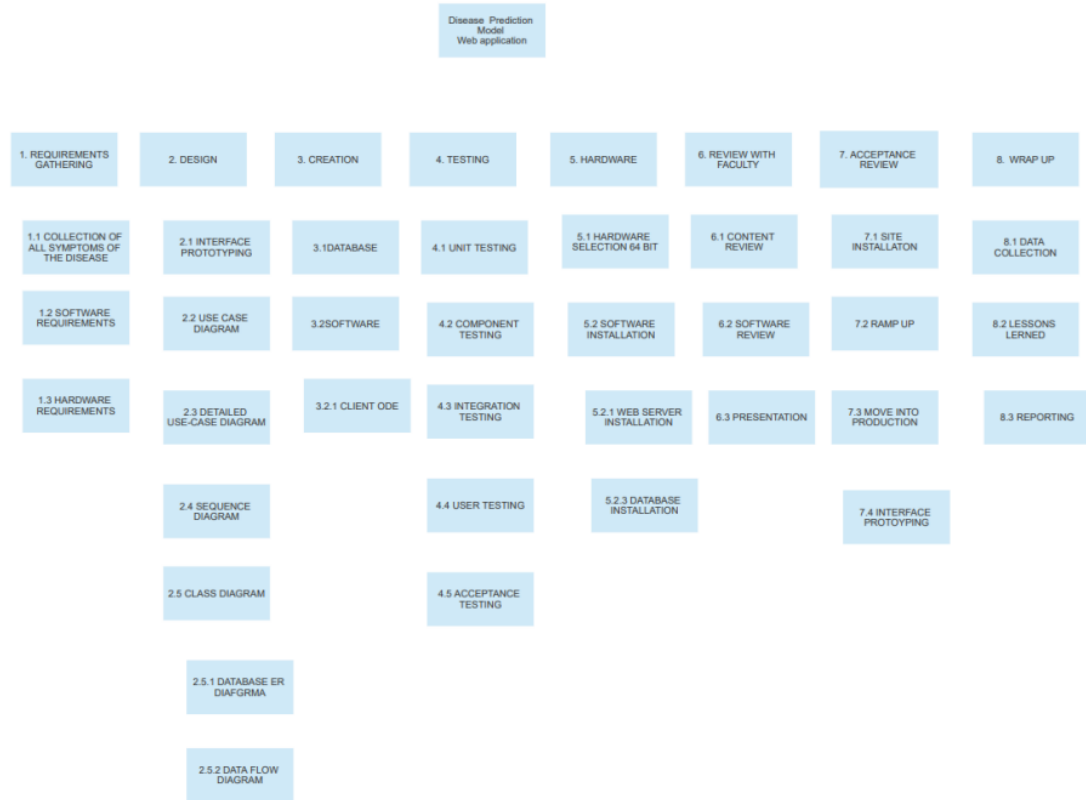 Disease Prediction
Model
Web application
1. REQUIREMENTS
GATHERING
2. DESIGN
3. CREATION
4. TESTING
5. HARDWARE
6. REVIEW WITH
FACULTY
7. ACCEPTANCE
REVIEW
8. WRAP UP
1.1 COLLECTION OF
ALL SYMPTOMS OF
THE DISEASE
2.1 INTERFACE
PROTOTYPING
3.1DATABASE
4.1 UNIT TESTING
5.1 HARDWARE
SELECTION 64 BIT
6.1 CONTENT
REVIEW
7.1 SITE
INSTALLATON
8.1 DATA
COLLECTION
1.2 SOFTWARE
REQUIREMENTS
2.2 USE CASE
DIAGRAM
3.2SOFTWARE
4.2 COMPONENT
TESTING
5.2 SOFTWARE
INSTALLATION
6.2 SOFTWARE
REVIEW
7.2 RAMP UP
8.2 LESSONS
LERNED
1.3 HARDWARE
REQUIREMENTS
2.3 DETAILED
USE-CASE DIAGRAM
3.2.1 CLIENT ODE
4.3 INTEGRATION
TESTING
5.2.1 WEB SERVER
INSTALLATION
6.3 PRESENTATION
7.3 MOVE INTO
PRODUCTION
8.3 REPORTING
2.4 SEQUENCE
DIAGRAM
4.4 USER TESTING
5.2.3 DATABASE
INSTALLATION
7.4 INTERFACE
PROTOYPING
2.5 CLASS DIAGRAM
4.5 ACCEPTANCE
TESTING
2.5.1 DATABASE ER
DIAFGRMA
2.5.2 DATA FLOW
DIAGRAM